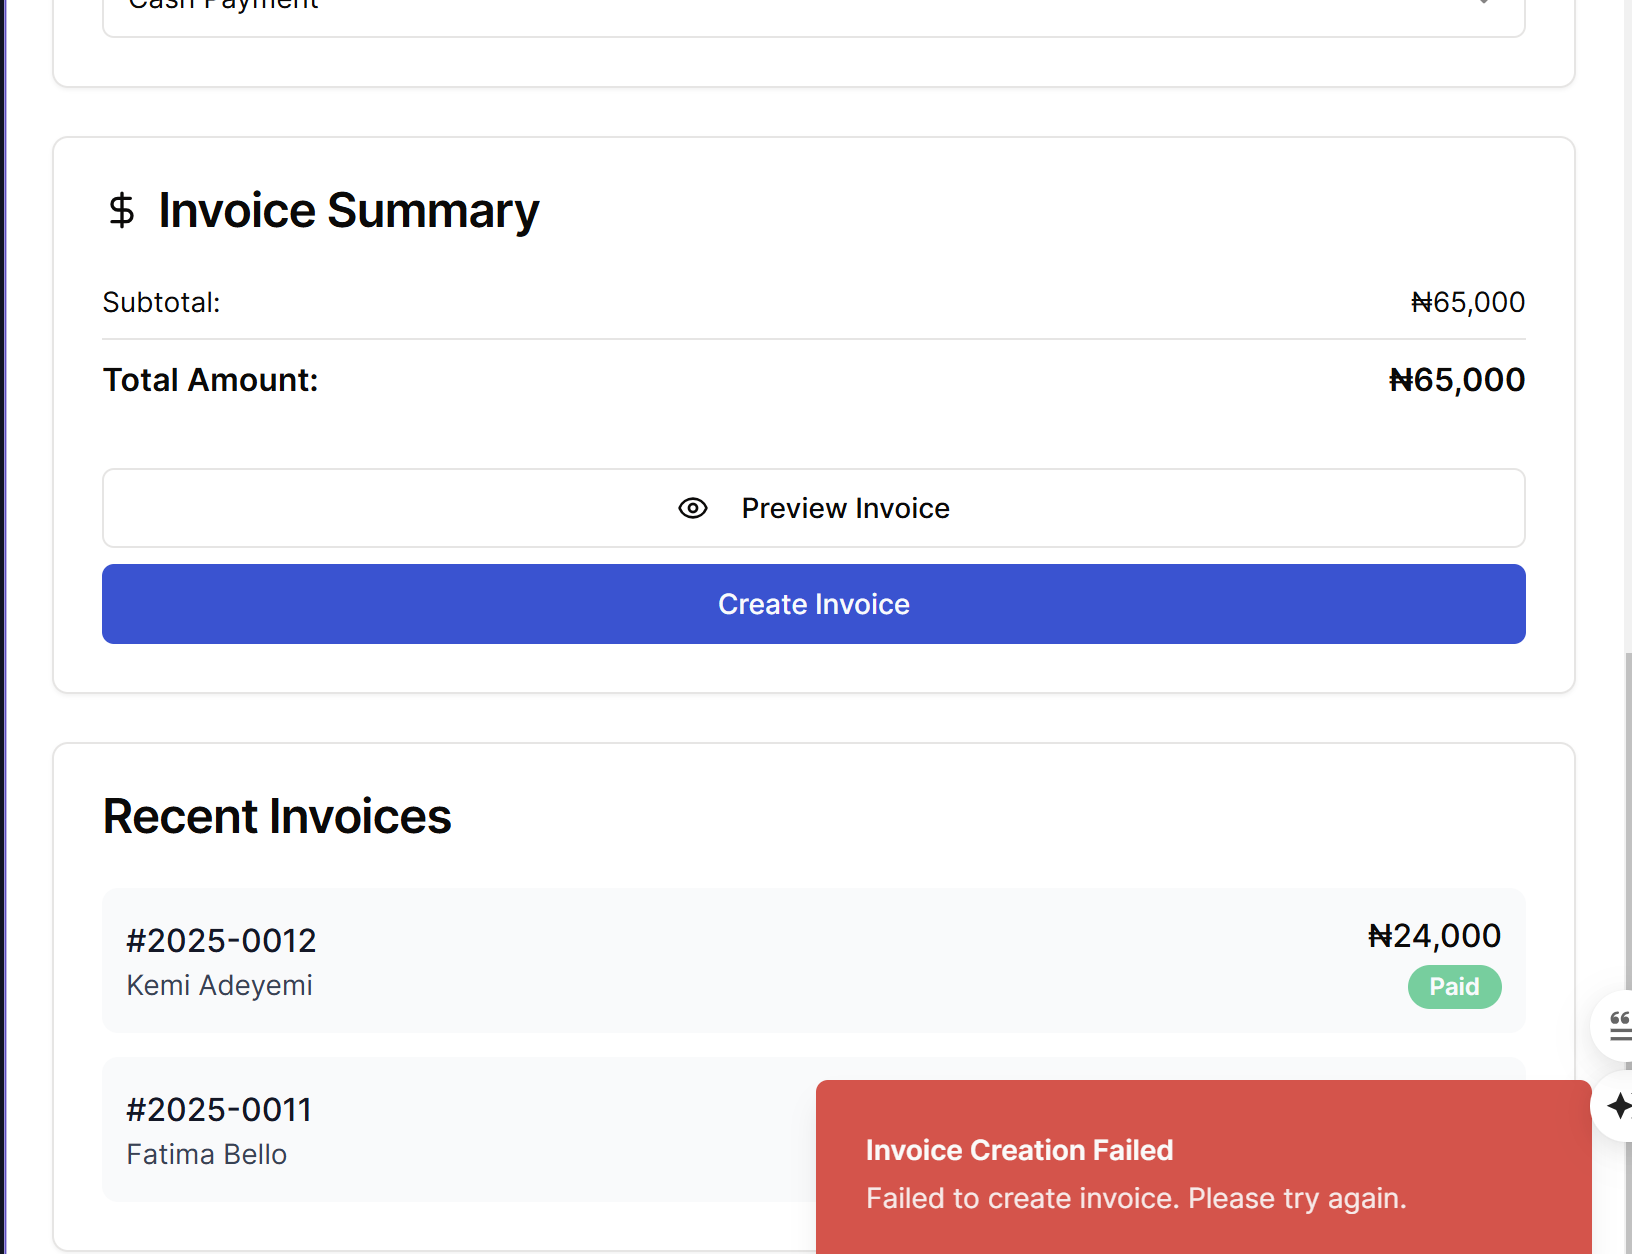 Cash Payment
$ Invoice Summary
Subtotal: ₦65,000
Total Amount: ₦65,000
Preview Invoice
Create Invoice
Recent Invoices
#2025-0012 ₦24,000
Kemi Adeyemi Paid
#2025-0011
Fatima Bello
Invoice Creation Failed
Failed to create invoice. Please try again.